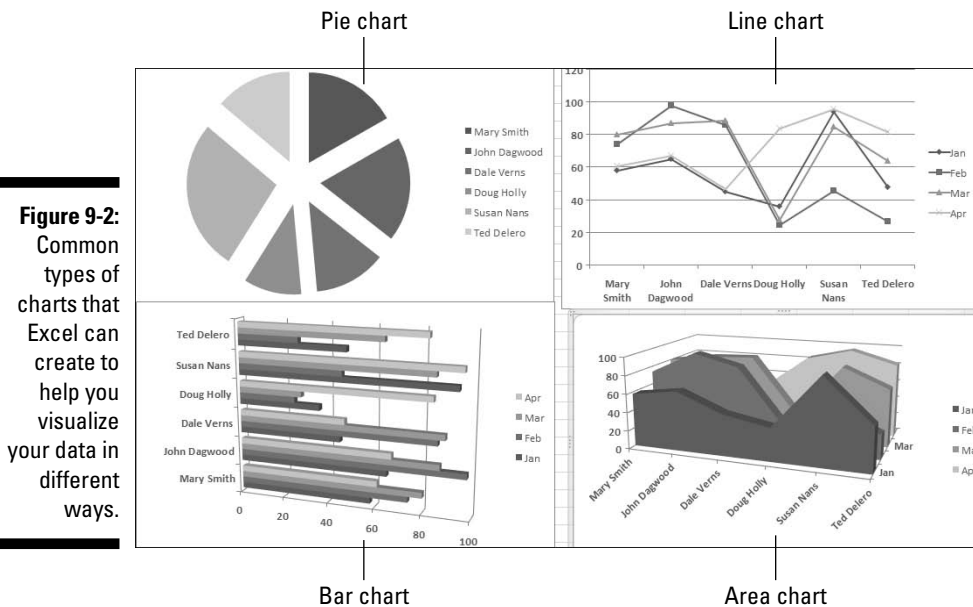 Pie chart
Line chart
Figure 9-2:
Common
types of
charts that
Excel can
create to
help you
visualize
your data in
different
ways.
Mary Smith
John Dagwood
Dale Verns
Doug Holly
Susan Nans
Ted Delero
120
100
80
60
40
20
0
Mary Smith
John Dagwood
Dale Verns
Doug Holly
Susan Nans
Ted Delero
Jan
Feb
Mar
Apr
Ted Delero
Susan Nans
Doug Holly
Dale Verns
John Dagwood
Mary Smith
0
20
40
60
80
100
Apr
Mar
Feb
Jan
100
80
60
40
20
0
Mary Smith
John Dagwood
Dale Verns
Doug Holly
Susan Nans
Ted Delero
Mar
Jan
Jan
Fel
Ma
Ap
Bar chart
Area chart